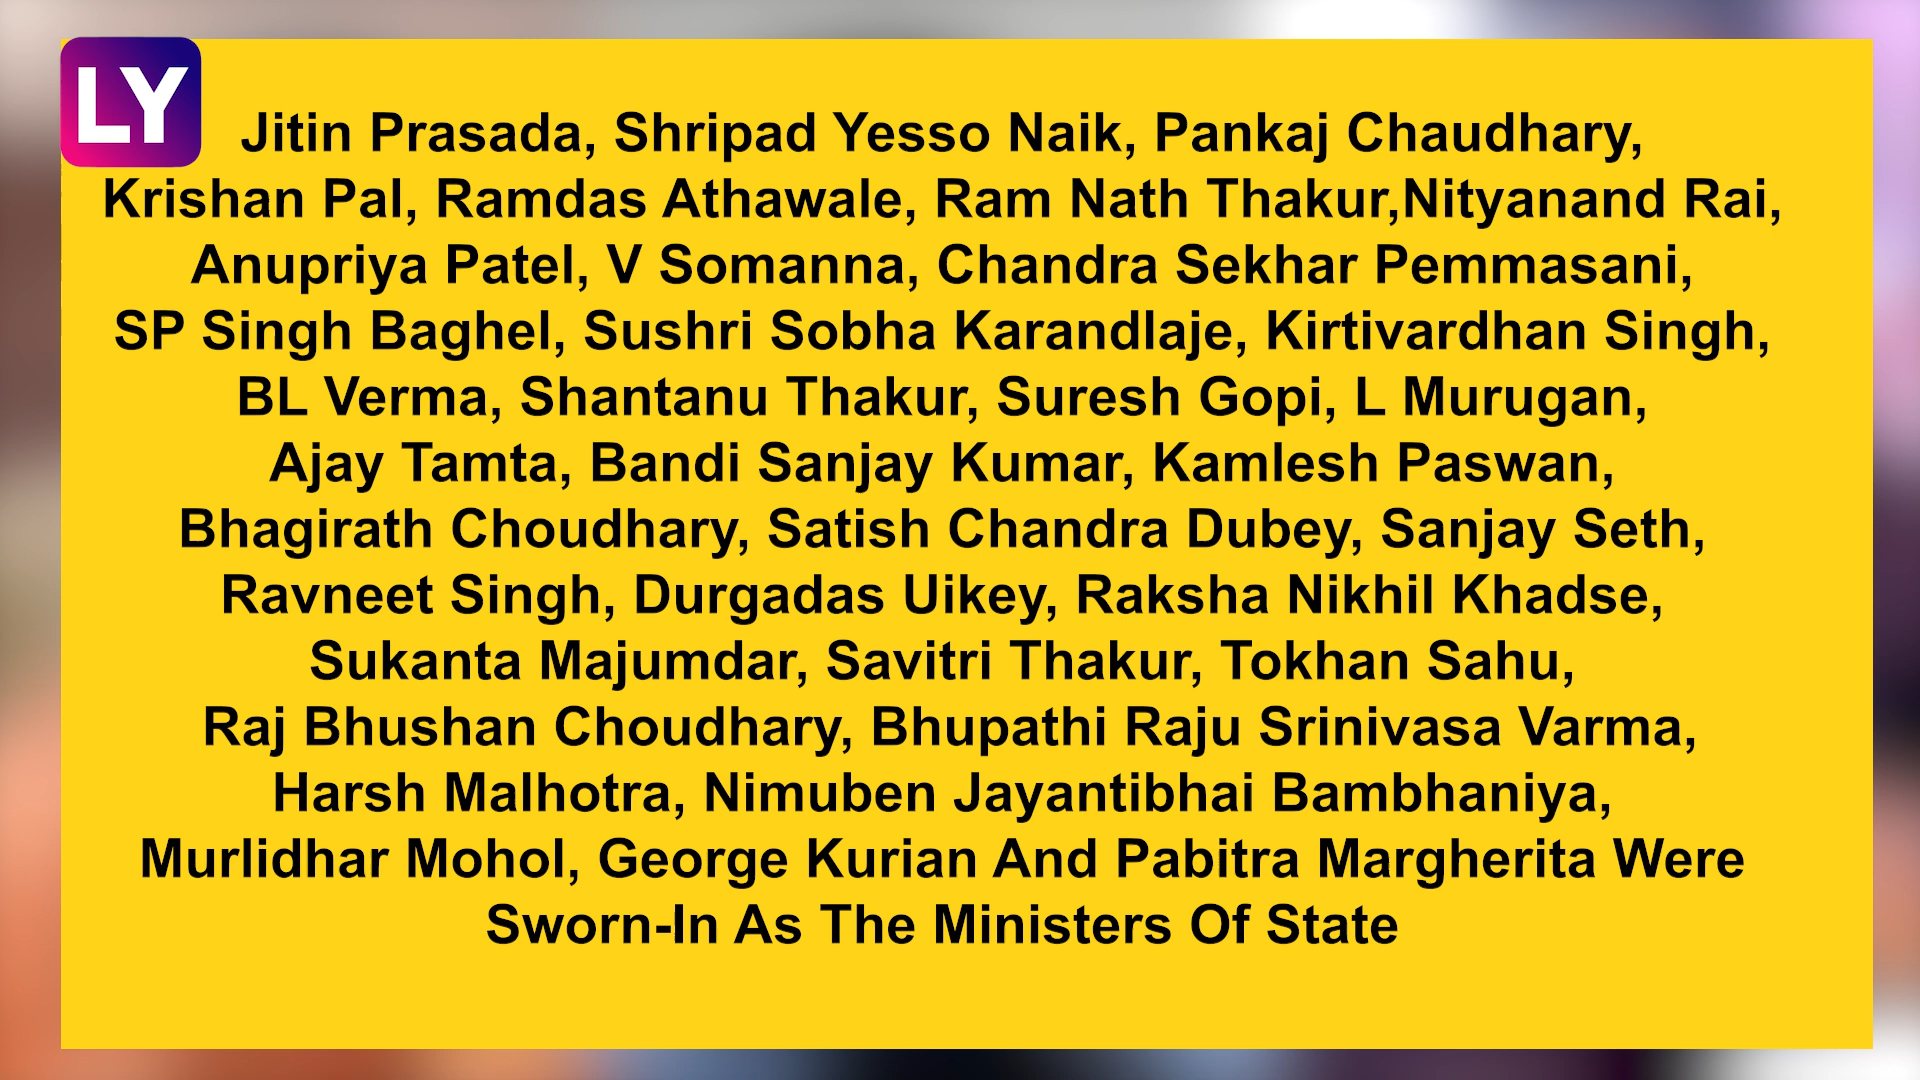 LY
Jitin Prasada, Shripad Yesso Naik, Pankaj Chaudhary,
Krishan Pal, Ramdas Athawale, Ram Nath Thakur,Nityanand Rai,
Anupriya Patel, V Somanna, Chandra Sekhar Pemmasani,
SP Singh Baghel, Sushri Sobha Karandlaje, Kirtivardhan Singh,
BL Verma, Shantanu Thakur, Suresh Gopi, L Murugan,
Ajay Tamta, Bandi Sanjay Kumar, Kamlesh Paswan,
Bhagirath Choudhary, Satish Chandra Dubey, Sanjay Seth,
Ravneet Singh, Durgadas Uikey, Raksha Nikhil Khadse,
Sukanta Majumdar, Savitri Thakur, Tokhan Sahu,
Raj Bhushan Choudhary, Bhupathi Raju Srinivasa Varma,
Harsh Malhotra, Nimuben Jayantibhai Bambhaniya,
Murlidhar Mohol, George Kurian And Pabitra Margherita Were
Sworn-In As The Ministers Of State